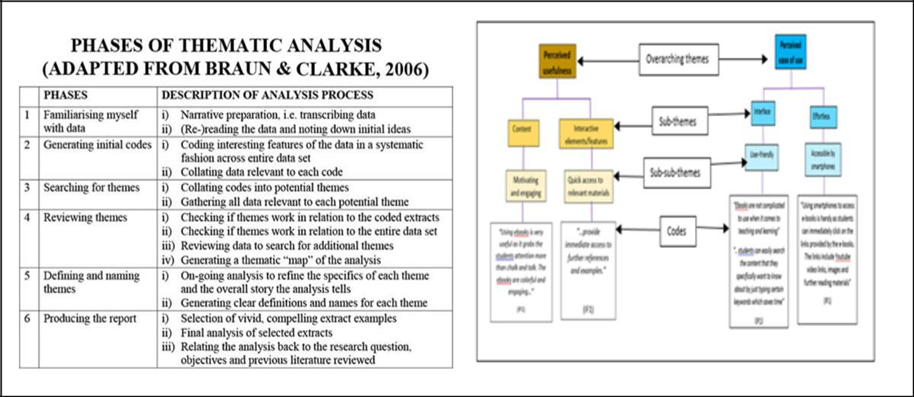 PHASES OF THEMATIC ANALYSIS
(ADAPTED FROM BRAUN & CLARKE, 2006)
PHASES DESCRIPTION OF ANALYSIS PROCESS
1 Familiarising myself i) Narrative preparation, i.e. transcribing data
with data ii) (Re-)reading the data and noting down initial ideas
2 Generating initial codes i) Coding interesting features of the data in a systematic
fashion across entire data set
ii) Collating data relevant to each code
3 Searching for themes i) Collating codes into potential themes
ii) Gathering all data relevant to each potential theme
4 Reviewing themes i) Checking if themes work in relation to the coded extracts
ii) Checking if themes work in relation to the entire data set
iii) Reviewing data to search for additional themes
iv) Generating a thematic “map” of the analysis
5 Defining and naming i) On-going analysis to refine the specifics of each theme
themes and the overall story the analysis tells
ii) Generating clear definitions and names for each theme
6 Producing the report i) Selection of vivid, compelling extract examples
ii) Final analysis of selected extracts
iii) Relating the analysis back to the research question,
objectives and previous literature reviewed
Perceived
usefulness
Overarching themes
Perceived
ease of use
Content
Interactive
elements/features
Sub-themes
Interface
Effortless
Motivating
and engaging
Quick access to
relevant materials
Sub-sub-themes
User-friendly
Accessible by
smartphones
"Using ebooks is very
useful as it grabs the
students attention more
than chalk and talk. The
ebooks are colorful and
engaging..."
"...provide
immediate access to
further references
and examples."
(IF1)
Codes
"Ebooks are not complicated
to use when it comes to
teaching and learning"
". students can easily search
the content that they
specifically want to know
about by just typing certain
keywords which saves time"
"Using smartphones to access
e-books is handy as students
can immediately click on the
links provided by the e-books.
The links include Youtube
video links, images and
further reading materials"